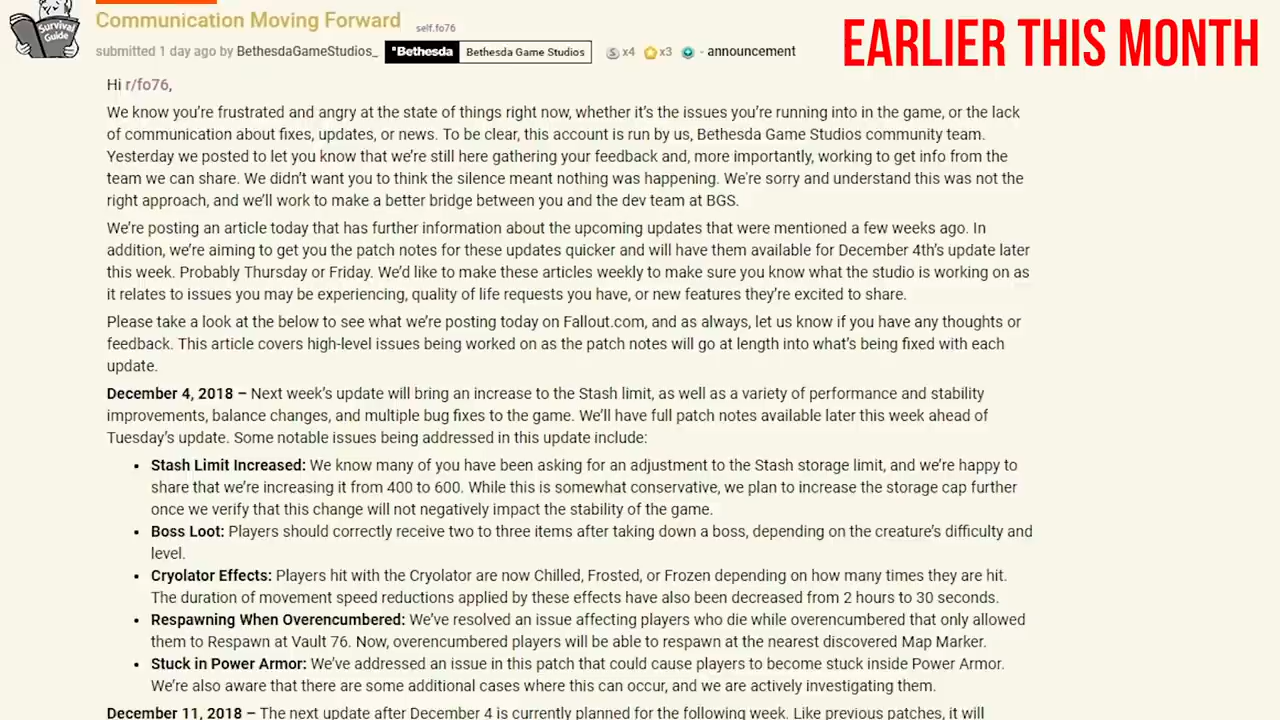 Survival
Guide
Communication Moving Forward self.fo76
EARLIER THIS MONTH
submitted 1 day ago by BethesdaGameStudios_ *Bethesda Bethesda Game Studios x4 x3 - announcement
Hi r/fo76,
We know you're frustrated and angry at the state of things right now, whether it's the issues you're running into in the game, or the lack
of communication about fixes, updates, or news. To be clear, this account is run by us, Bethesda Game Studios community team.
Yesterday we posted to let you know that we're still here gathering your feedback and, more importantly, working to get info from the
team we can share. We didn't want you to think the silence meant nothing was happening. We're sorry and understand this was not the
right approach, and we'll work to make a better bridge between you and the dev team at BGS.
We're posting an article today that has further information about the upcoming updates that were mentioned a few weeks ago. In
addition, we're aiming to get you the patch notes for these updates quicker and will have them available for December 4th's update later
this week. Probably Thursday or Friday. We'd like to make these articles weekly to make sure you know what the studio is working on as
it relates to issues you may be experiencing, quality of life requests you have, or new features they're excited to share.
Please take a look at the below to see what we're posting today on Fallout.com, and as always, let us know if you have any thoughts or
feedback. This article covers high-level issues being worked on as the patch notes will go at length into what's being fixed with each
update.
December 4, 2018 – Next week's update will bring an increase to the Stash limit, as well as a variety of performance and stability
improvements, balance changes, and multiple bug fixes to the game. We'll have full patch notes available later this week ahead of
Tuesday's update. Some notable issues being addressed in this update include:
• Stash Limit Increased: We know many of you have been asking for an adjustment to the Stash storage limit, and we're happy to
share that we're increasing it from 400 to 600. While this is somewhat conservative, we plan to increase the storage cap further
once we verify that this change will not negatively impact the stability of the game.
• Boss Loot: Players should correctly receive two to three items after taking down a boss, depending on the creature's difficulty and
level.
• Cryolator Effects: Players hit with the Cryolator are now Chilled, Frosted, or Frozen depending on how many times they are hit.
The duration of movement speed reductions applied by these effects have also been decreased from 2 hours to 30 seconds.
• Respawning When Overencumbered: We've resolved an issue affecting players who die while overencumbered that only allowed
them to Respawn at Vault 76. Now, overencumbered players will be able to respawn at the nearest discovered Map Marker.
• Stuck in Power Armor: We've addressed an issue in this patch that could cause players to become stuck inside Power Armor.
We're also aware that there are some additional cases where this can occur, and we are actively investigating them.
December 11, 2018 – The next update after December 4 is currently planned for the following week. Like previous patches, it will